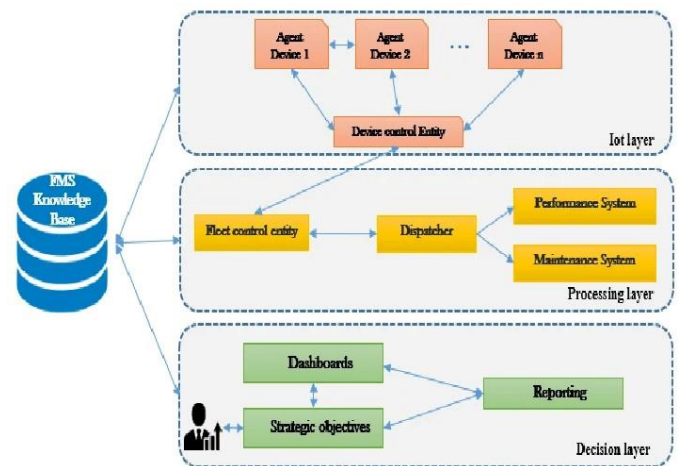 Agent
Device 1
Agent
Device 2
...
Agent
Device n
Device control Entity
Iot layer
FMS
Knowledge
Base
Fleet control entity
Dispatcher
Performance System
Maintenance System
Processing layer
Dashboards
Strategic objectives
Reporting
Decision layer